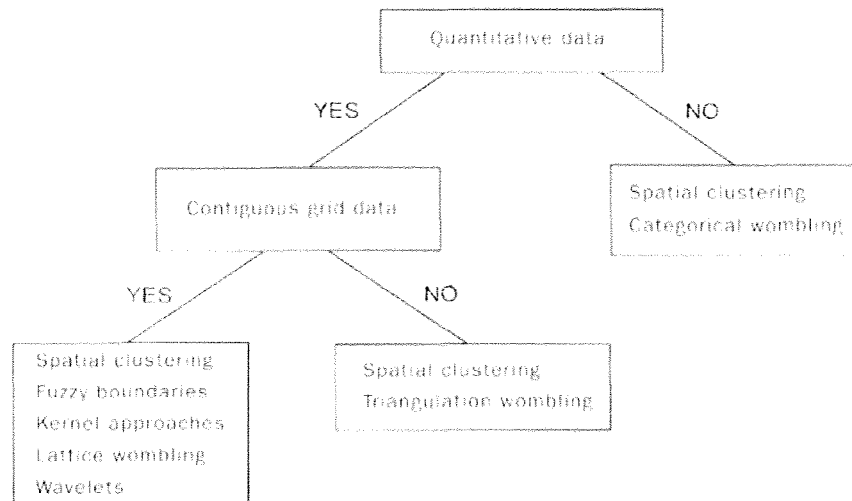 Quantitative data
YES
NO
Contiguous grid data
Spatial clustering
Categorical wombling
YES
NO
Spatial clustering
Fuzzy boundaries
Kernel approaches
Lattice wombling
Wavelets
Spatial clustering
Triangulation wombling